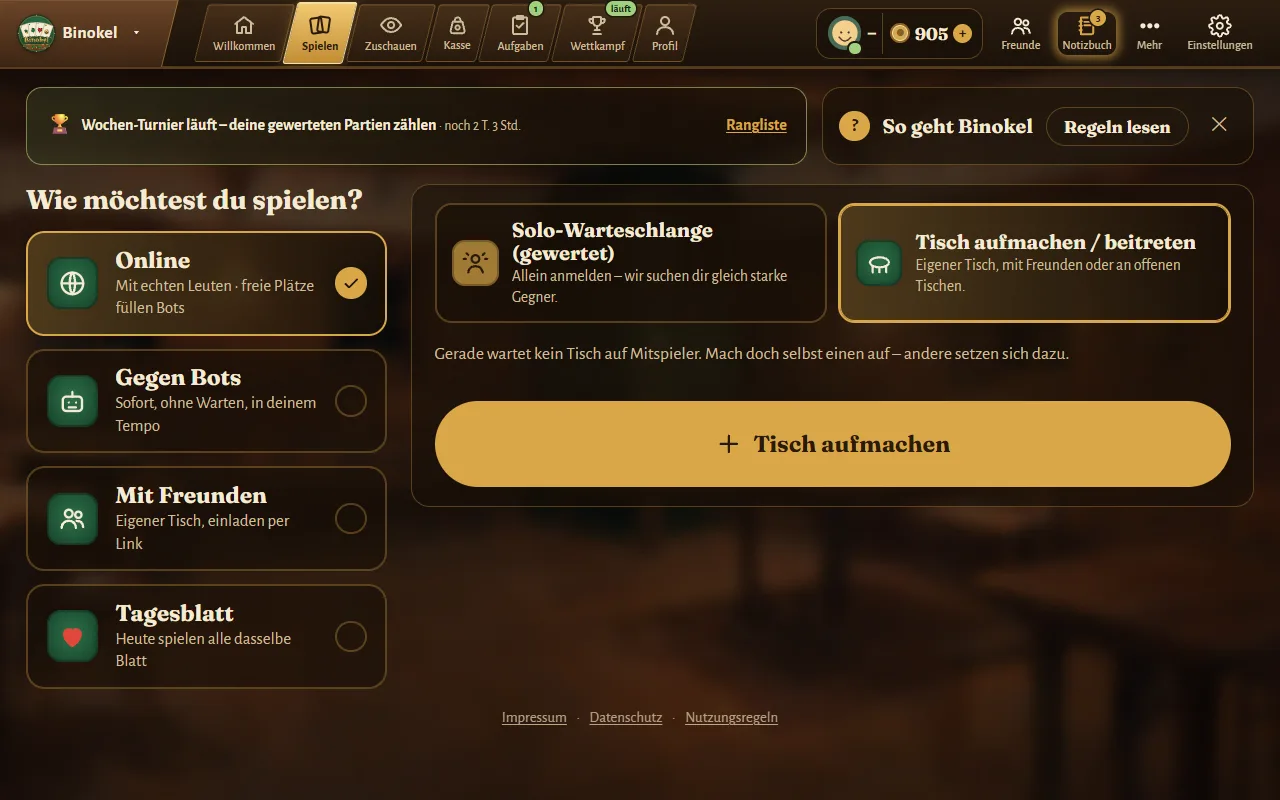 Binokel
Willkommen
Spielen
Zuschauen
Kasse
1
Aufgaben
läuft
Wettkampf
Profil
–
905
+
Freunde
3
Notizbuch
Mehr
Einstellungen
Wochen-Turnier läuft – deine gewerteten Partien zählen · noch 2 T. 3 Std.
Rangliste
?
So geht Binokel
Regeln lesen
Wie möchtest du spielen?
Online
Mit echten Leuten · freie Plätze
füllen Bots
Gegen Bots
Sofort, ohne Warten, in deinem
Tempo
Mit Freunden
Eigener Tisch, einladen per
Link
Tagesblatt
Heute spielen alle dasselbe
Blatt
Solo-Warteschlange
(gewertet)
Allein anmelden – wir suchen dir gleich starke
Gegner.
Tisch aufmachen / beitreten
Eigener Tisch, mit Freunden oder an offenen
Tischen.
Gerade wartet kein Tisch auf Mitspieler. Mach doch selbst einen auf – andere setzen sich dazu.
+ Tisch aufmachen
Impressum · Datenschutz · Nutzungsregeln